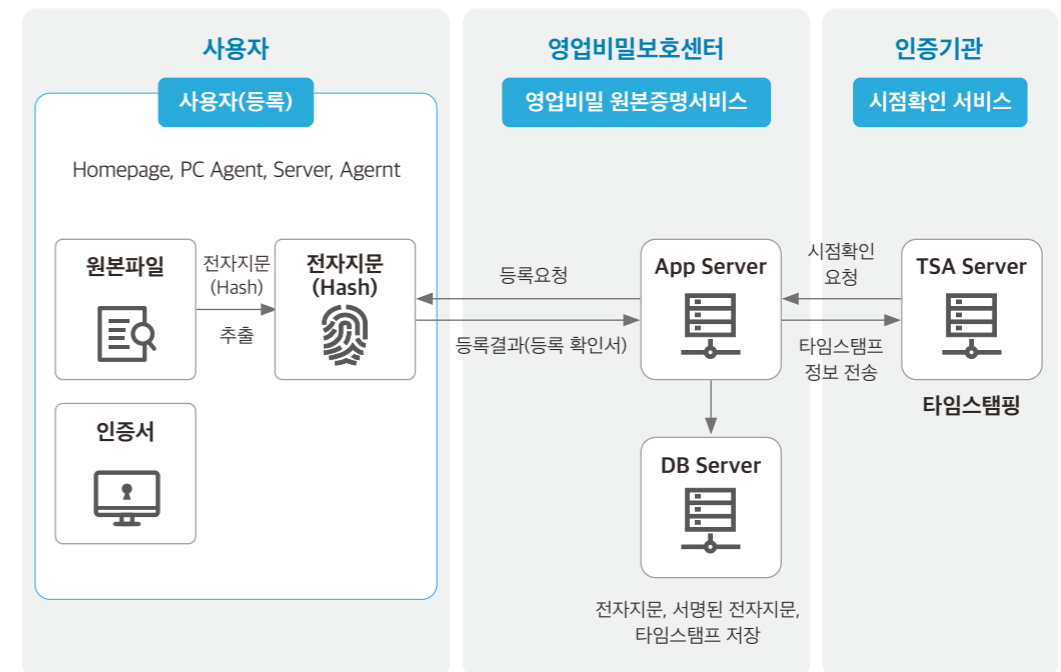 사용자
사용자(등록)
Homepage, PC Agent, Server, Agernt
원본파일
전자지문
(Hash)
추출
전자지문
(Hash)
인증서
영업비밀보호센터
영업비밀 원본증명서비스
등록요청
등록결과(등록 확인서)
App Server
DB Server
전자지문, 서명된 전자지문,
타임스탬프 저장
인증기관
시점확인 서비스
시점확인
요청
타임스탬프
정보 전송
TSA Server
타임스탬핑